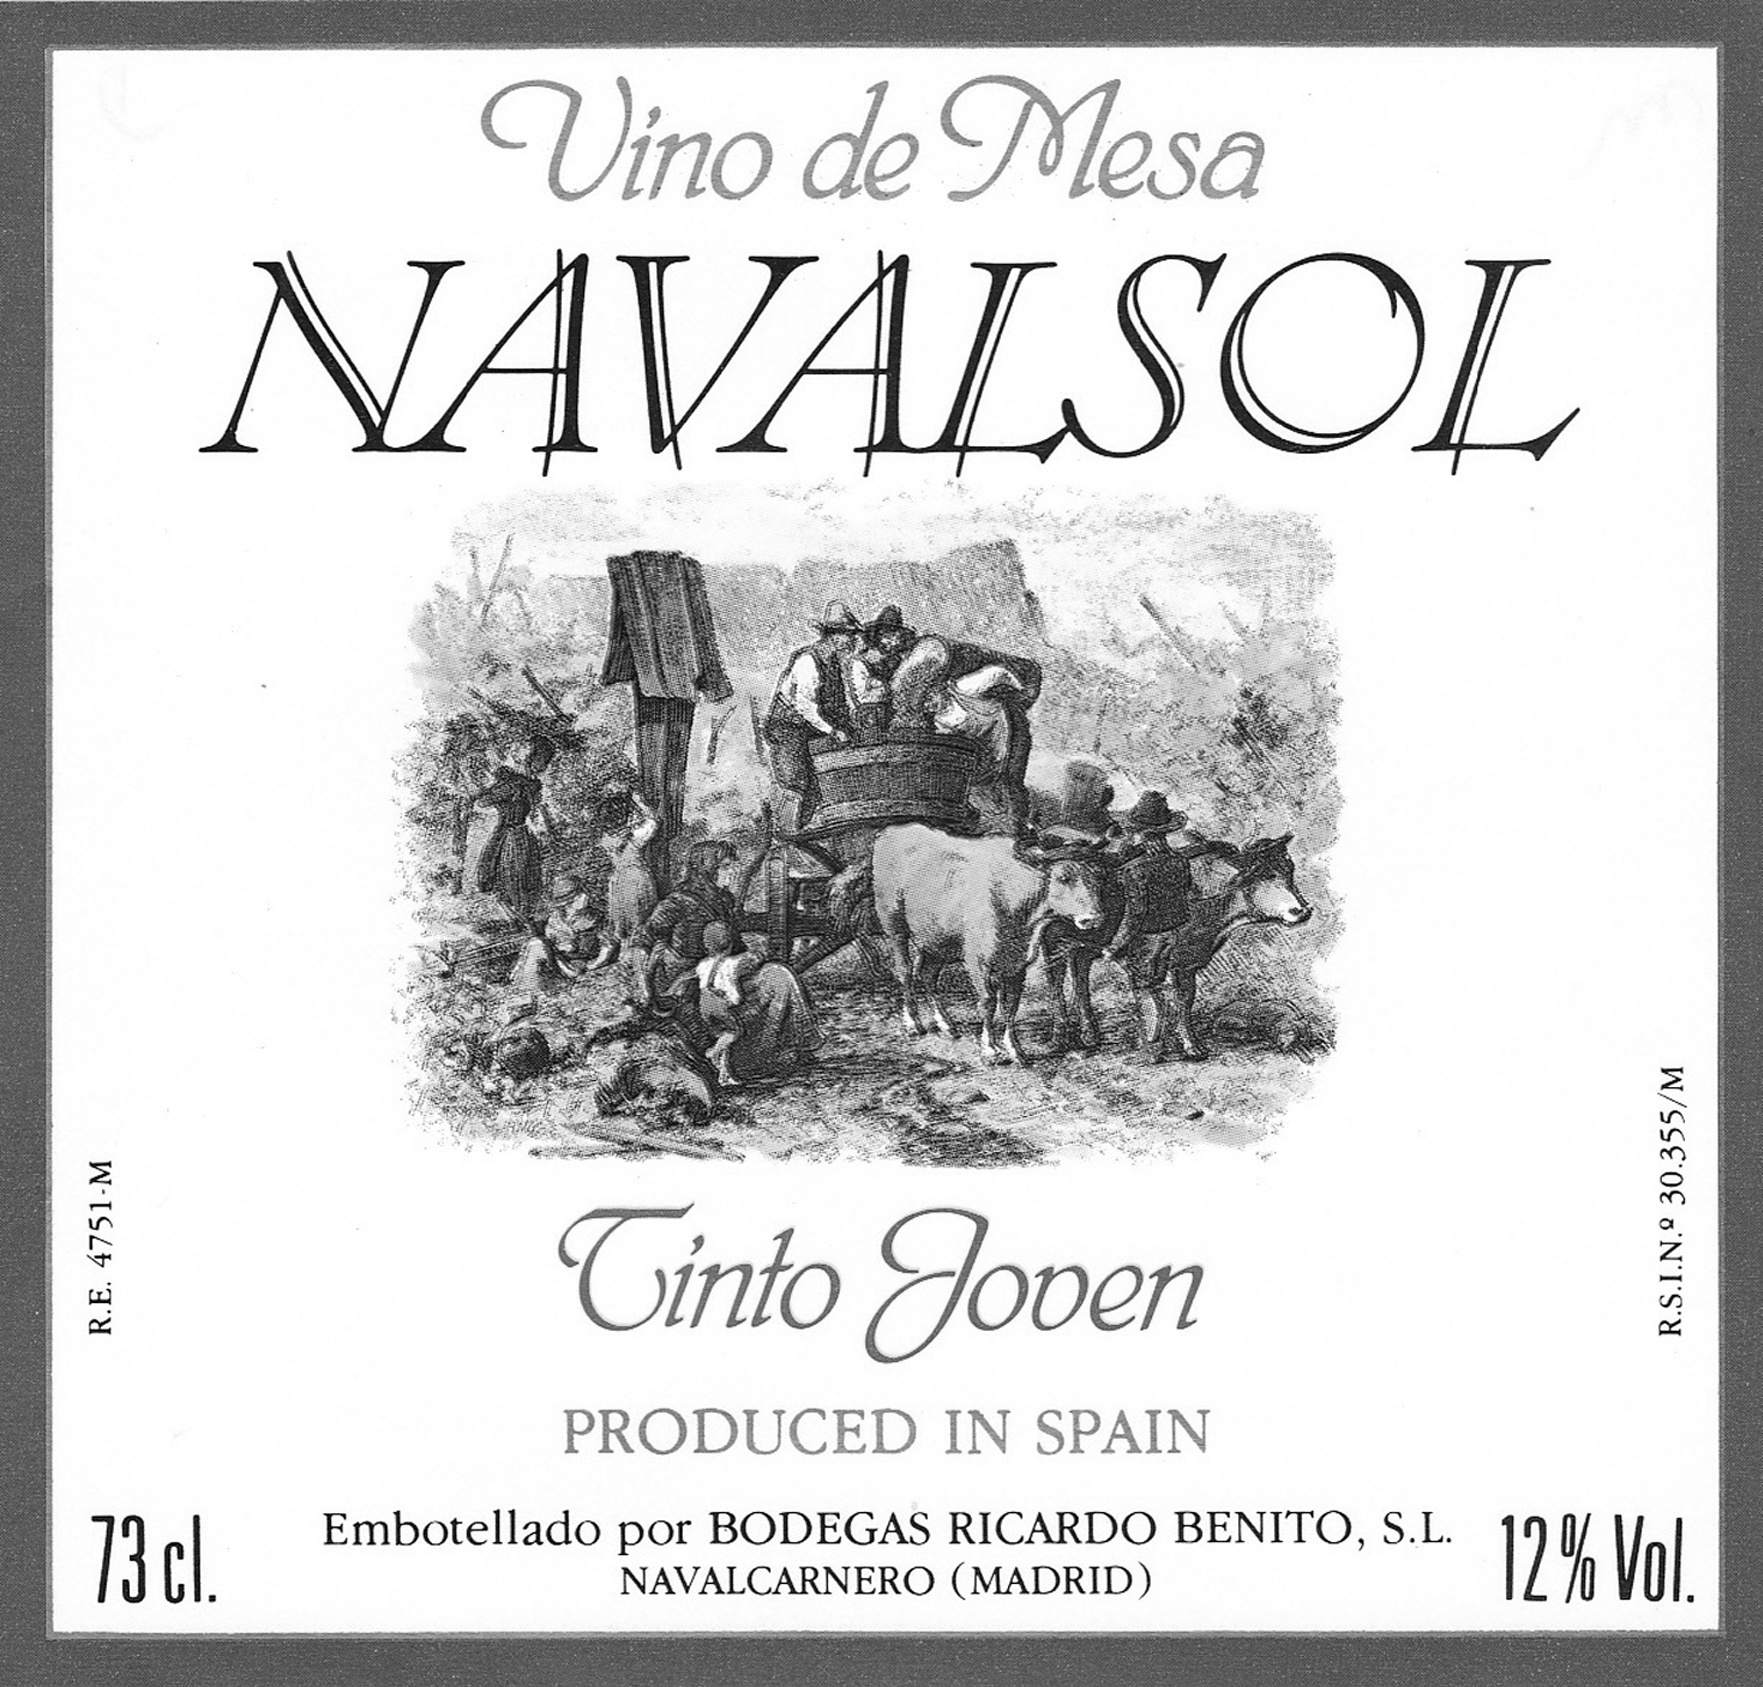 Vino de Mesa
NAVALSOL
Tinto Joven
PRODUCED IN SPAIN
Embotellado por BODEGAS RICARDO BENITO, S.L.
NAVALCARNERO (MADRID)
73 cl.
12% Vol.
R.E. 4751-M
R.S.I.N.º 30.355/M